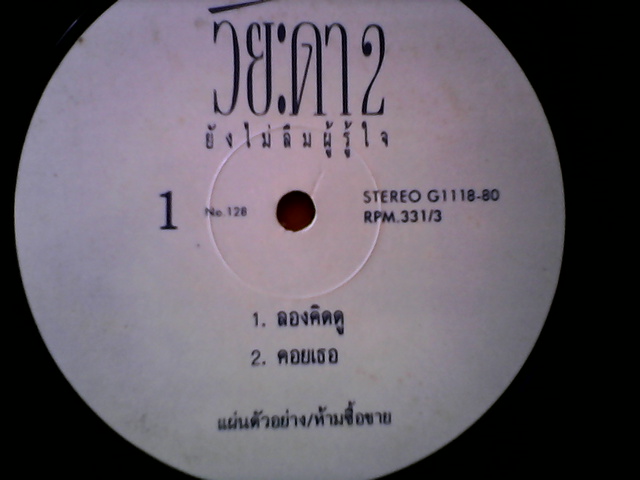 วิยะดา 2
ยังไม่ลืมผู้รู้ใจ
1
No.128
STEREO G1118-80
RPM.331/3
1. ลองคิดดู
2. คอยเธอ
แผ่นตัวอย่าง/ห้ามซื้อขาย